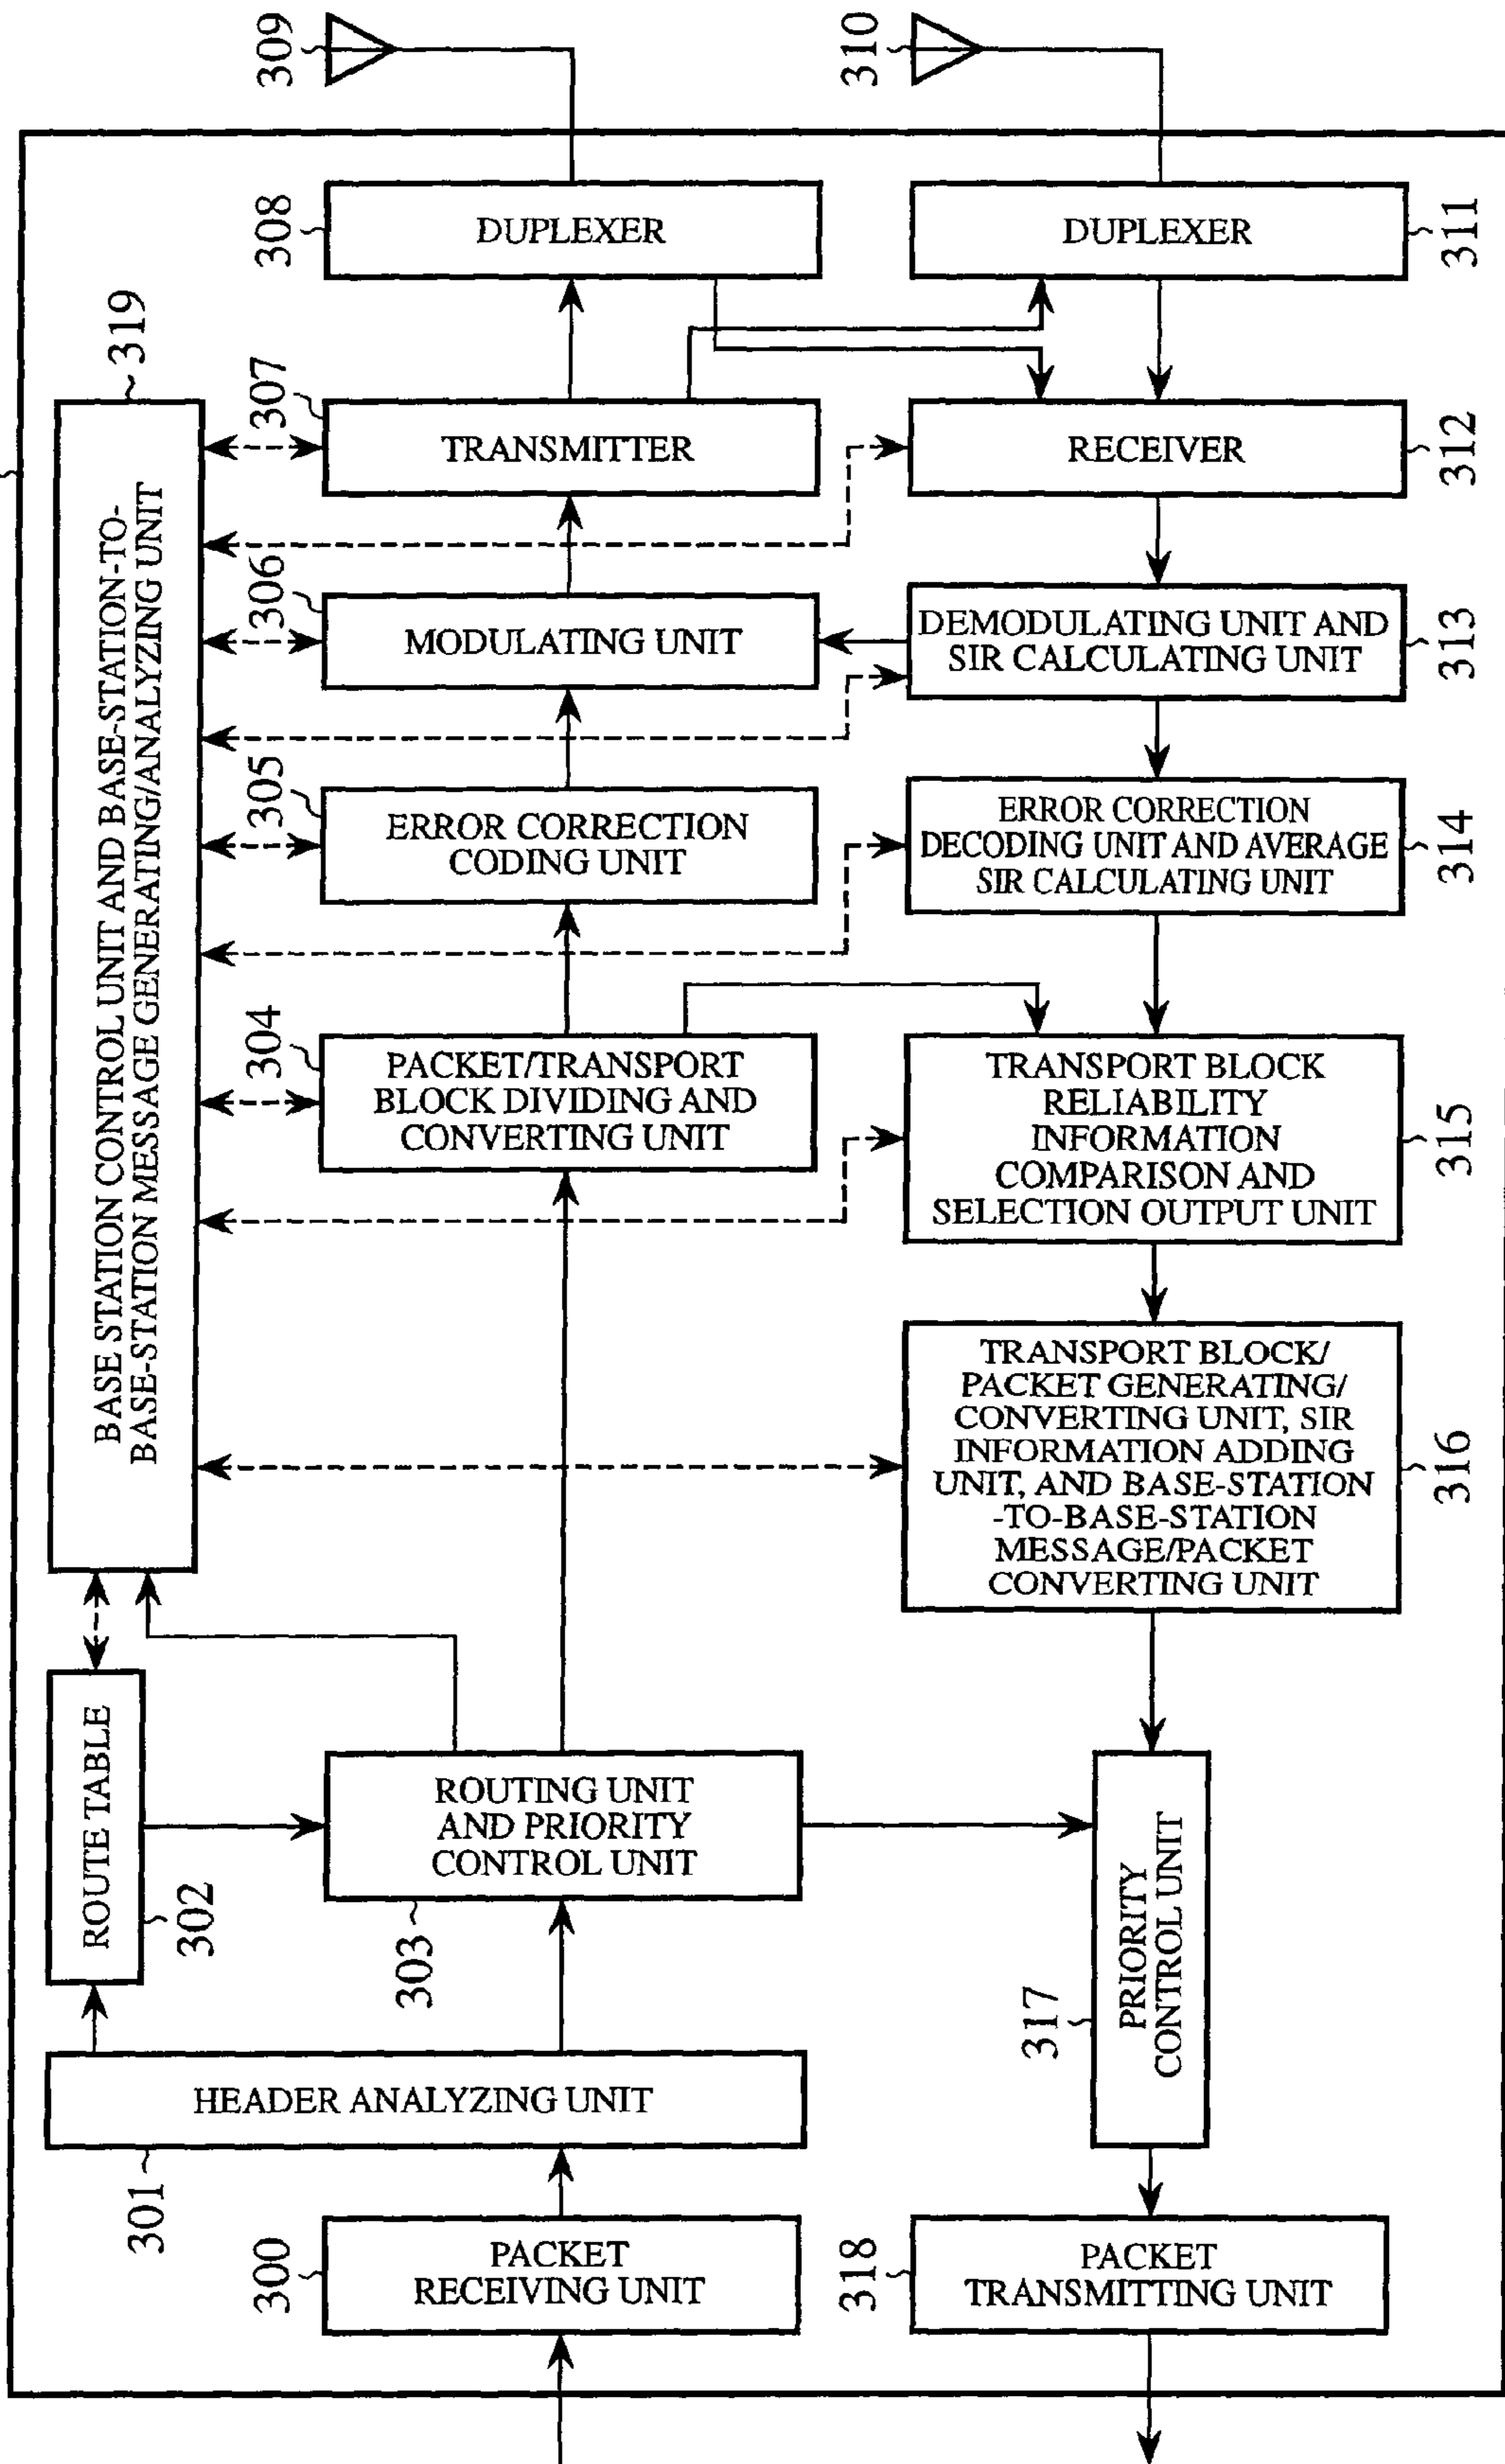 309
310
308
DUPLEXER
DUPLEXER
311
319
BASE STATION CONTROL UNIT AND BASE-STATION-TO-
BASE-STATION MESSAGE GENERATING/ANALYZING UNIT
307
TRANSMITTER
RECEIVER
312
306
MODULATING UNIT
DEMODULATING UNIT AND
SIR CALCULATING UNIT
313
305
ERROR CORRECTION
CODING UNIT
ERROR CORRECTION
DECODING UNIT AND AVERAGE
SIR CALCULATING UNIT
314
304
PACKET/TRANSPORT
BLOCK DIVIDING AND
CONVERTING UNIT
TRANSPORT BLOCK
RELIABILITY
INFORMATION
COMPARISON AND
SELECTION OUTPUT UNIT
315
TRANSPORT BLOCK/
PACKET GENERATING/
CONVERTING UNIT, SIR
INFORMATION ADDING
UNIT, AND BASE-STATION
-TO-BASE-STATION
MESSAGE/PACKET
CONVERTING UNIT
316
ROUTE TABLE
302
ROUTING UNIT
AND PRIORITY
CONTROL UNIT
303
PRIORITY
CONTROL UNIT
317
HEADER ANALYZING UNIT
301
300
PACKET
RECEIVING UNIT
318
PACKET
TRANSMITTING UNIT